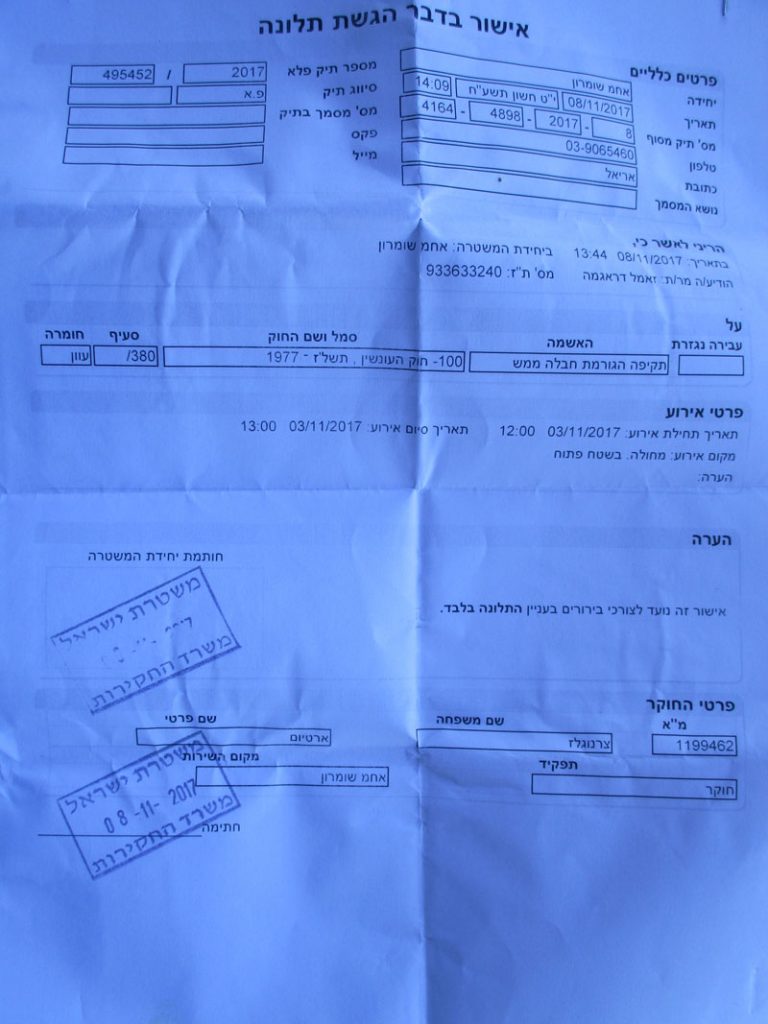 אישור בדבר הגשת תלונה
פרטים כלליים
יחידה אחמ שומרון
תאריך 08/11/2017 י"ט חשון תשע"ח 14:09
מס' תיק מסוף 8 - 2017 - 4898 - 4164
טלפון 03-9065460
כתובת אריאל
נושא המסמך
מספר תיק פלא 2017 / 495452
סיווג תיק פ.א
מס' מסמך בתיק
פקס
מייל
הריני לאשר כי,
בתאריך: 08/11/2017 13:44 ביחידת המשטרה: אחמ שומרון
הודיע/ה מר/ת: זאמל דראגמה מס' ת"ז: 933633240
על
עבירה נגזרת האשמה סמל ושם החוק סעיף חומרה
תקיפה הגורמת חבלה ממש 100- חוק העונשין , תשל"ז - 1977 380/ עוון
פרטי אירוע
תאריך תחילת אירוע: 03/11/2017 12:00 תאריך סיום אירוע: 03/11/2017 13:00
מקום אירוע: מחולה. בשטח פתוח
הערה:
הערה
חותמת יחידת המשטרה
אישור זה נועד לצורכי בירורים בעניין התלונה בלבד.
משטרת ישראל
משרד החקירות
פרטי החוקר
מ"א שם משפחה שם פרטי
1199462 צרנוגלז ארטיום
תפקיד מקום השירות
חוקר אחמ שומרון
משטרת ישראל
08-11-2017
משרד החקירות
חתימה